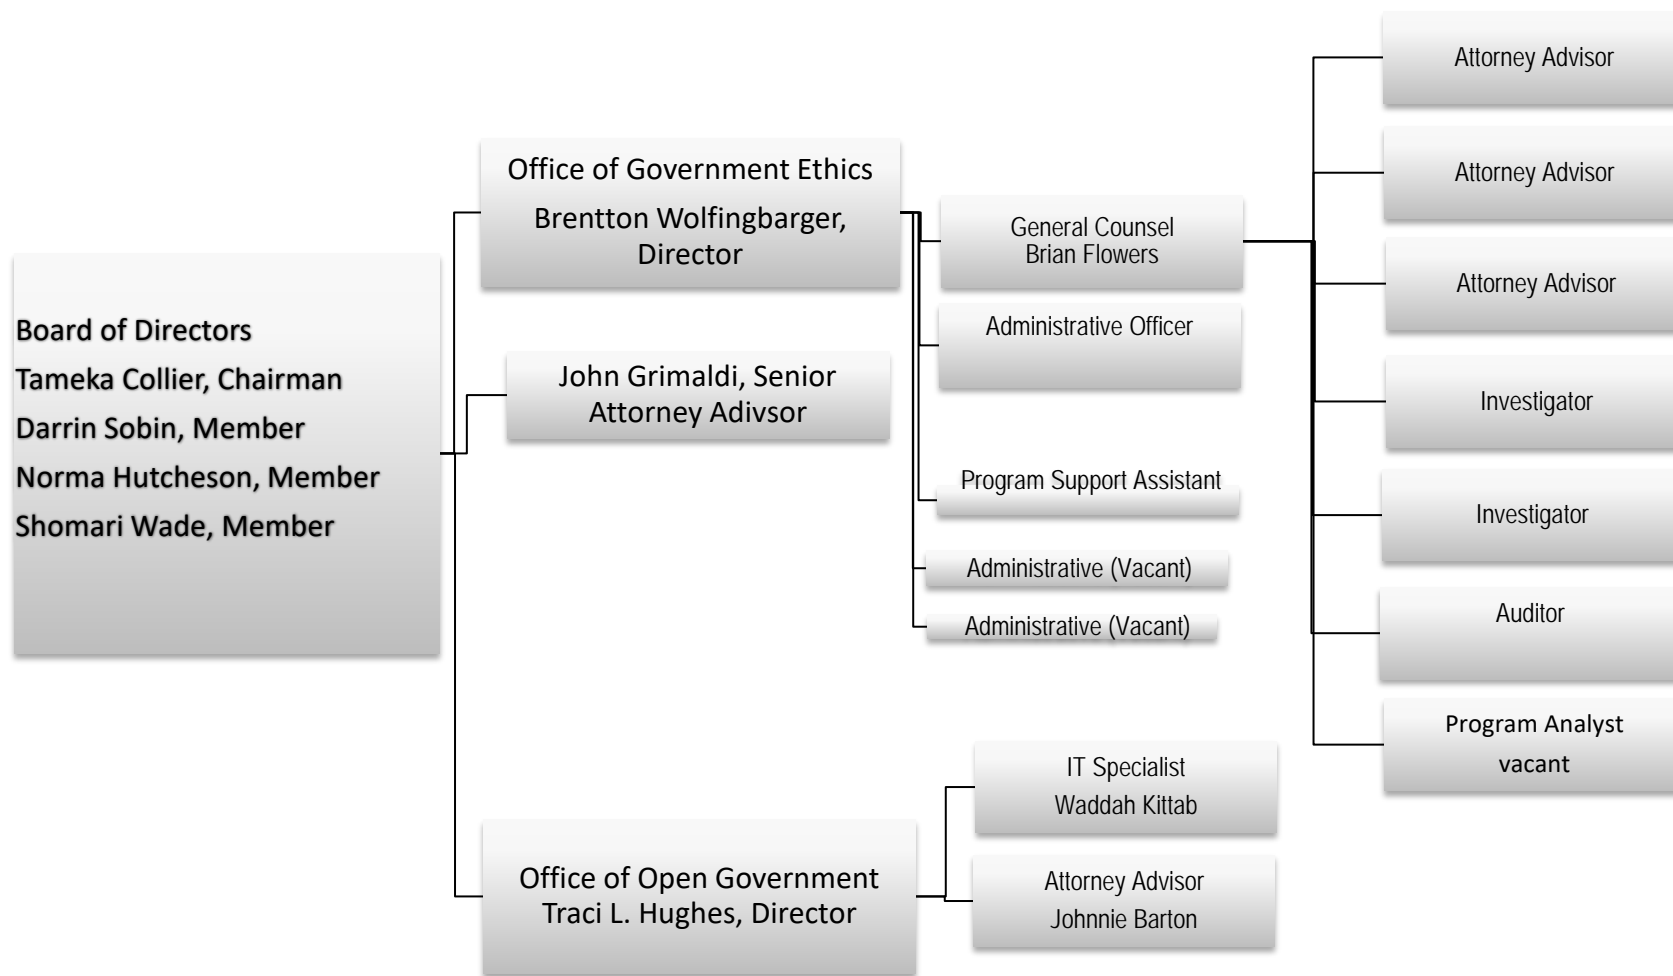 Board of Directors
Tameka Collier, Chairman
Darrin Sobin, Member
Norma Hutcheson, Member
Shomari Wade, Member
Office of Government Ethics
Brentton Wolfingbarger,
Director
John Grimaldi, Senior
Attorney Adivsor
Office of Open Government
Traci L. Hughes, Director
General Counsel
Brian Flowers
Administrative Officer
Program Support Assistant
Administrative (Vacant)
Administrative (Vacant)
IT Specialist
Waddah Kittab
Attorney Advisor
Johnnie Barton
Attorney Advisor
Attorney Advisor
Attorney Advisor
Investigator
Investigator
Auditor
Program Analyst
vacant